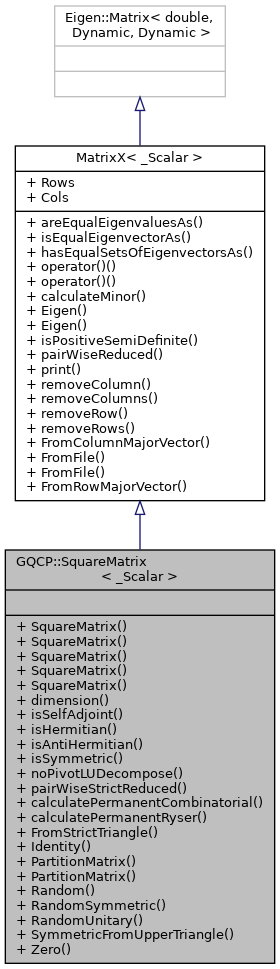 Eigen::Matrix< double,
Dynamic, Dynamic >
MatrixX< _Scalar >
+ Rows
+ Cols
+ areEqualEigenvaluesAs()
+ isEqualEigenvectorAs()
+ hasEqualSetsOfEigenvectorsAs()
+ operator()()
+ operator()()
+ calculateMinor()
+ Eigen()
+ Eigen()
+ isPositiveSemiDefinite()
+ pairWiseReduced()
+ print()
+ removeColumn()
+ removeColumns()
+ removeRow()
+ removeRows()
+ FromColumnMajorVector()
+ FromFile()
+ FromFile()
+ FromRowMajorVector()
GQCP::SquareMatrix
< _Scalar >
+ SquareMatrix()
+ SquareMatrix()
+ SquareMatrix()
+ SquareMatrix()
+ SquareMatrix()
+ dimension()
+ isSelfAdjoint()
+ isHermitian()
+ isAntiHermitian()
+ isSymmetric()
+ noPivotLUDecompose()
+ pairWiseStrictReduced()
+ calculatePermanentCombinatorial()
+ calculatePermanentRyser()
+ FromStrictTriangle()
+ Identity()
+ PartitionMatrix()
+ PartitionMatrix()
+ Random()
+ RandomSymmetric()
+ RandomUnitary()
+ SymmetricFromUpperTriangle()
+ Zero()